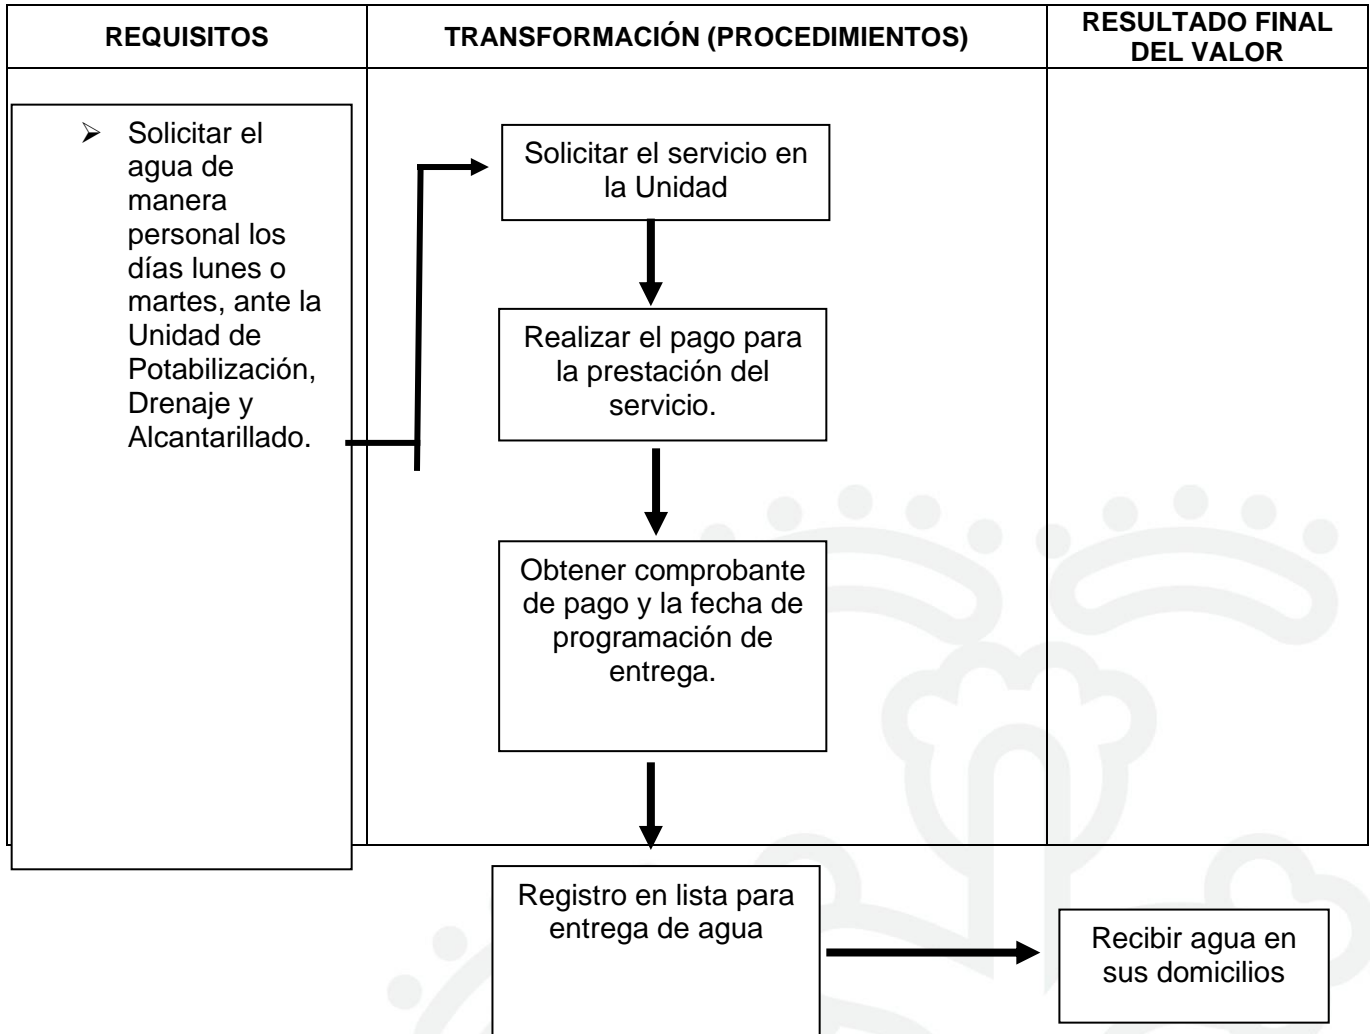 REQUISITOS
TRANSFORMACIÓN (PROCEDIMIENTOS)
RESULTADO FINAL
DEL VALOR
➢ Solicitar el
agua de
manera
personal los
días lunes o
martes, ante la
Unidad de
Potabilización,
Drenaje y
Alcantarillado.
Solicitar el servicio en
la Unidad
Realizar el pago para
la prestación del
servicio.
Obtener comprobante
de pago y la fecha de
programación de
entrega.
Registro en lista para
entrega de agua
Recibir agua en
sus domicilios